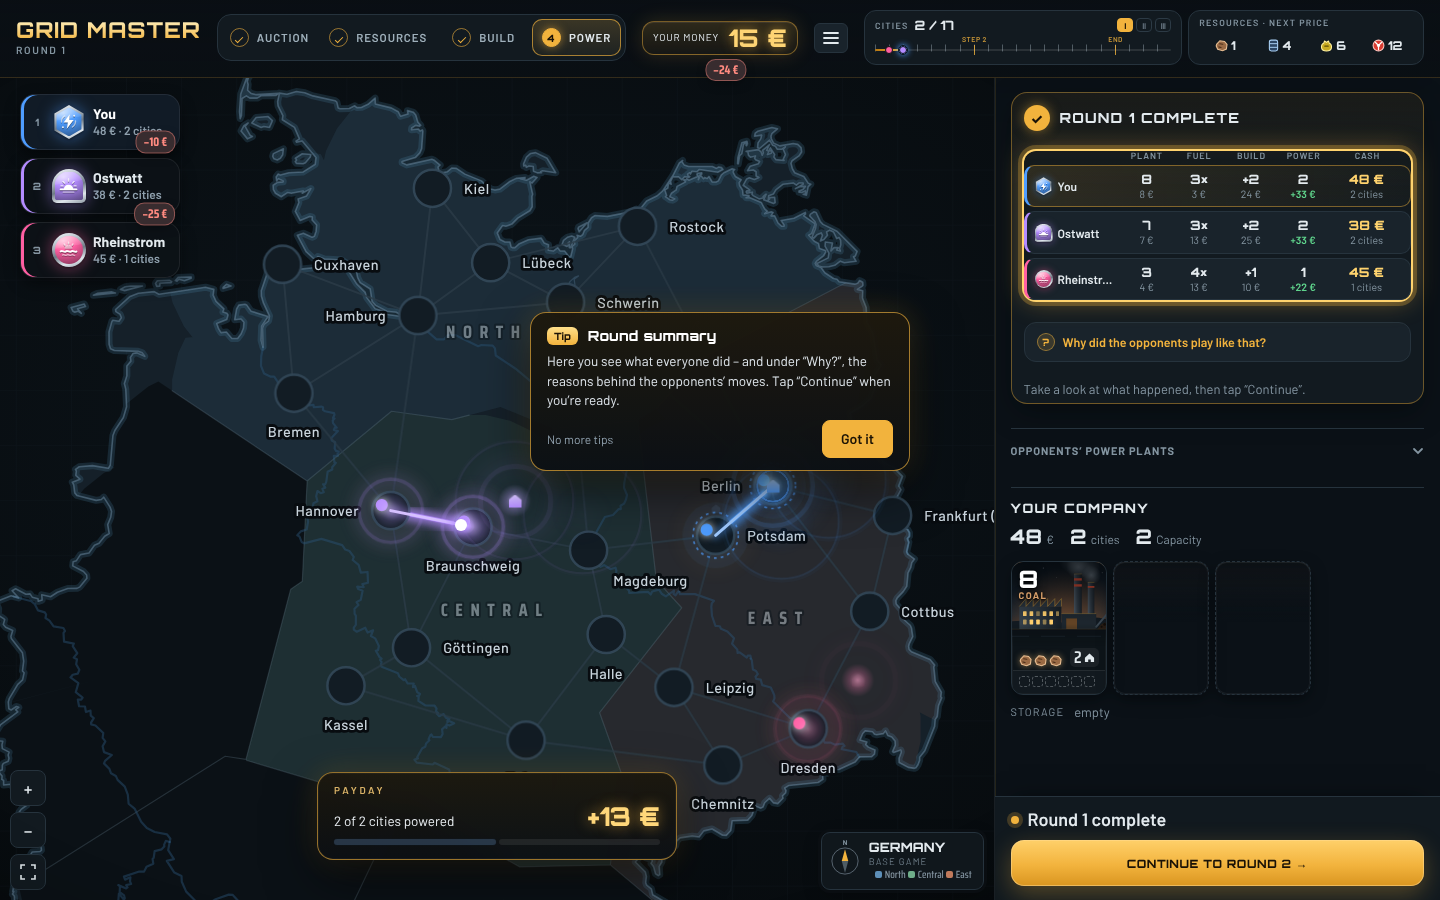 GRID MASTER
ROUND 1
AUCTION
RESOURCES
BUILD
4 POWER
YOUR MONEY 15 €
-24 €
CITIES 2 / 17
I II III
STEP 2
END
RESOURCES · NEXT PRICE
1 4 6 12
1
You
48 € · 2 cities
-10 €
2
Ostwatt
38 € · 2 cities
-25 €
3
Rheinstrom
45 € · 1 cities
Kiel
Rostock
Cuxhaven
Lübeck
Schwerin
Hamburg
NORTH
Bremen
Tip Round summary
Here you see what everyone did – and under “Why?”, the
reasons behind the opponents’ moves. Tap “Continue” when
you’re ready.
No more tips
Got it
Berlin
Hannover
Frankfurt (
Potsdam
Braunschweig
Magdeburg
CENTRAL
EAST
Cottbus
Göttingen
Halle
Leipzig
Kassel
Dresden
Chemnitz
PAYDAY
2 of 2 cities powered
+13 €
+
−
N
GERMANY
BASE GAME
North Central East
ROUND 1 COMPLETE
PLANT FUEL BUILD POWER CASH
You 8 3x +2 2 48 €
8 € 3 € 24 € +33 € 2 cities
Ostwatt 7 3x +2 2 38 €
7 € 13 € 25 € +33 € 2 cities
Rheinstr... 3 4x +1 1 45 €
4 € 13 € 10 € +22 € 1 cities
? Why did the opponents play like that?
Take a look at what happened, then tap “Continue”.
OPPONENTS’ POWER PLANTS
YOUR COMPANY
48 € 2 cities 2 Capacity
8
COAL
2
STORAGE empty
Round 1 complete
CONTINUE TO ROUND 2 →